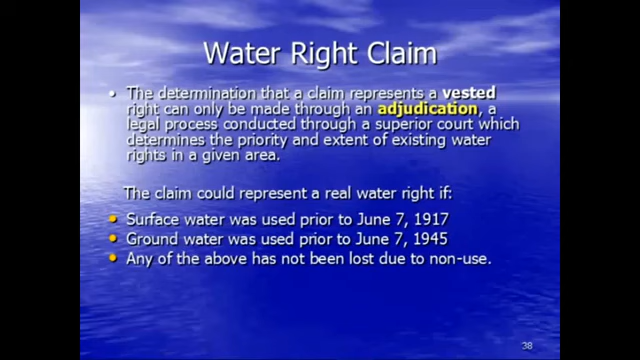 Water Right Claim
• The determination that a claim represents a vested
right can only be made through an adjudication, a
legal process conducted through a superior court which
determines the priority and extent of existing water
rights in a given area.
The claim could represent a real water right if:
• Surface water was used prior to June 7, 1917
• Ground water was used prior to June 7, 1945
• Any of the above has not been lost due to non-use.
38